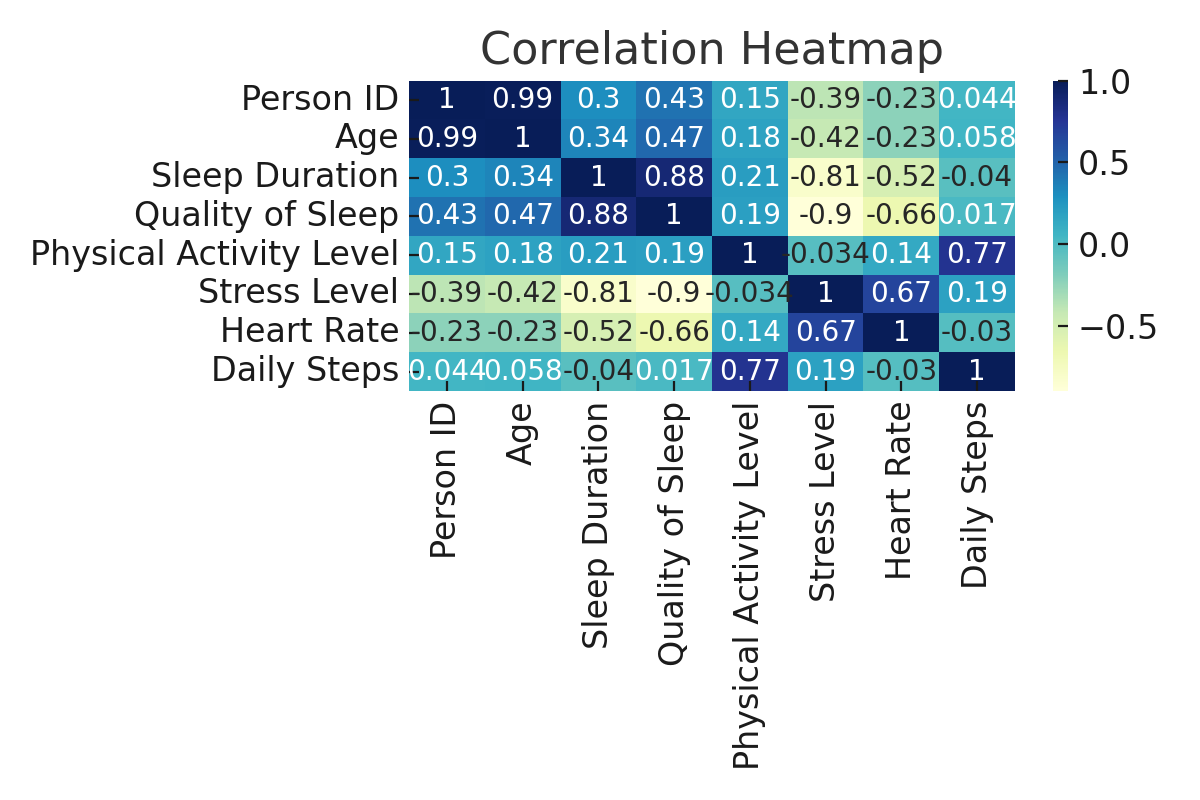 Correlation Heatmap
Person ID 1 0.99 0.3 0.43 0.15 -0.39 -0.23 0.044
Age 0.99 1 0.34 0.47 0.18 -0.42 -0.23 0.058
Sleep Duration 0.3 0.34 1 0.88 0.21 -0.81 -0.52 -0.04
Quality of Sleep 0.43 0.47 0.88 1 0.19 -0.9 -0.66 0.017
Physical Activity Level 0.15 0.18 0.21 0.19 1 -0.034 0.14 0.77
Stress Level -0.39 -0.42 -0.81 -0.9 -0.034 1 0.67 0.19
Heart Rate -0.23 -0.23 -0.52 -0.66 0.14 0.67 1 -0.03
Daily Steps 0.044 0.058 -0.04 0.017 0.77 0.19 -0.03 1
Person ID
Age
Sleep Duration
Quality of Sleep
Physical Activity Level
Stress Level
Heart Rate
Daily Steps
1.0
0.5
0.0
−0.5